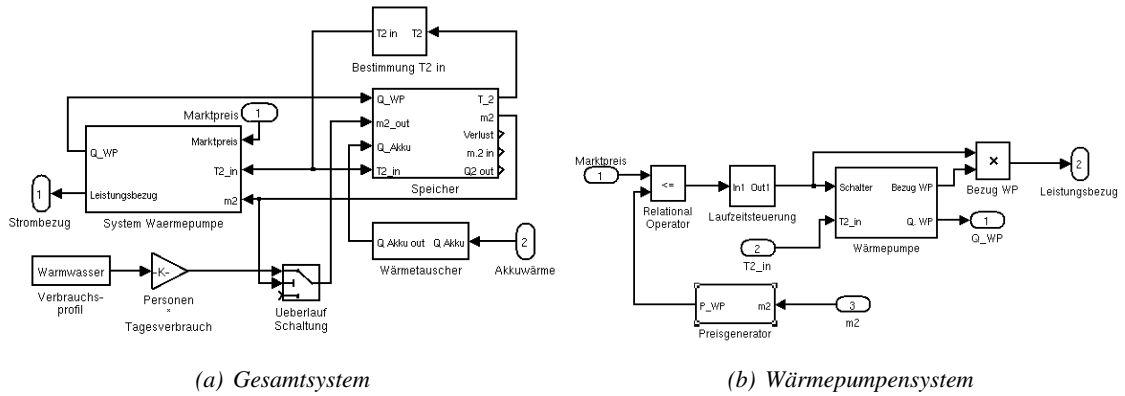 T2 in
T2
Bestimmung T2 in
Q_WP
m2_out
Q_Akku
T2_in
T_2
m2
Verlust
m.2 in
Q2 out
Speicher
Marktpreis
1
Marktpreis
Q_WP
T2_in
Leistungsbezug
m2
System Waermepumpe
1
Strombezug
Q Akku out
Q_Akku
Wärmetauscher
2
Akkuwärme
Warmwasser
Verbrauchs-
profil
-K-
Personen
*
Tagesverbrauch
Ueberlauf
Schaltung
(a) Gesamtsystem
Marktpreis
1
<=
Relational
Operator
In1
Out1
Laufzeitsteuerung
Schalter
Bezug WP
T2_in
Q. WP
Wärmepumpe
×
Bezug WP
2
Leistungsbezug
1
Q_WP
2
T2_in
P_WP
m2
Preisgenerator
3
m2
(b) Wärmepumpensystem